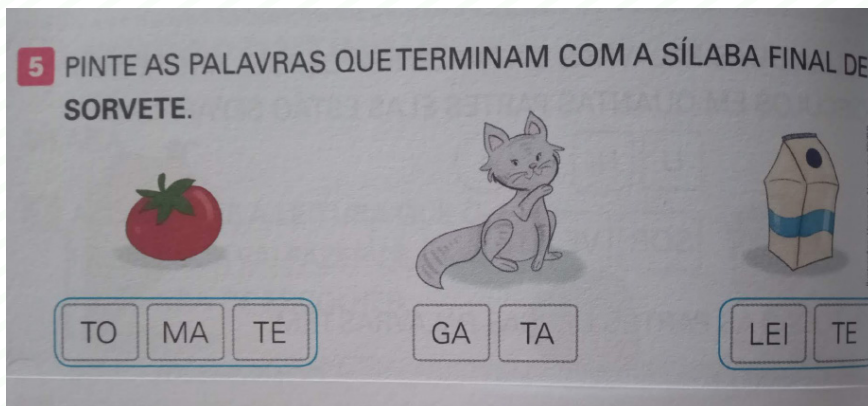 5 PINTE AS PALAVRAS QUE TERMINAM COM A SÍLABA FINAL DE
SORVETE.
TO MA TE GA TA LEI TE